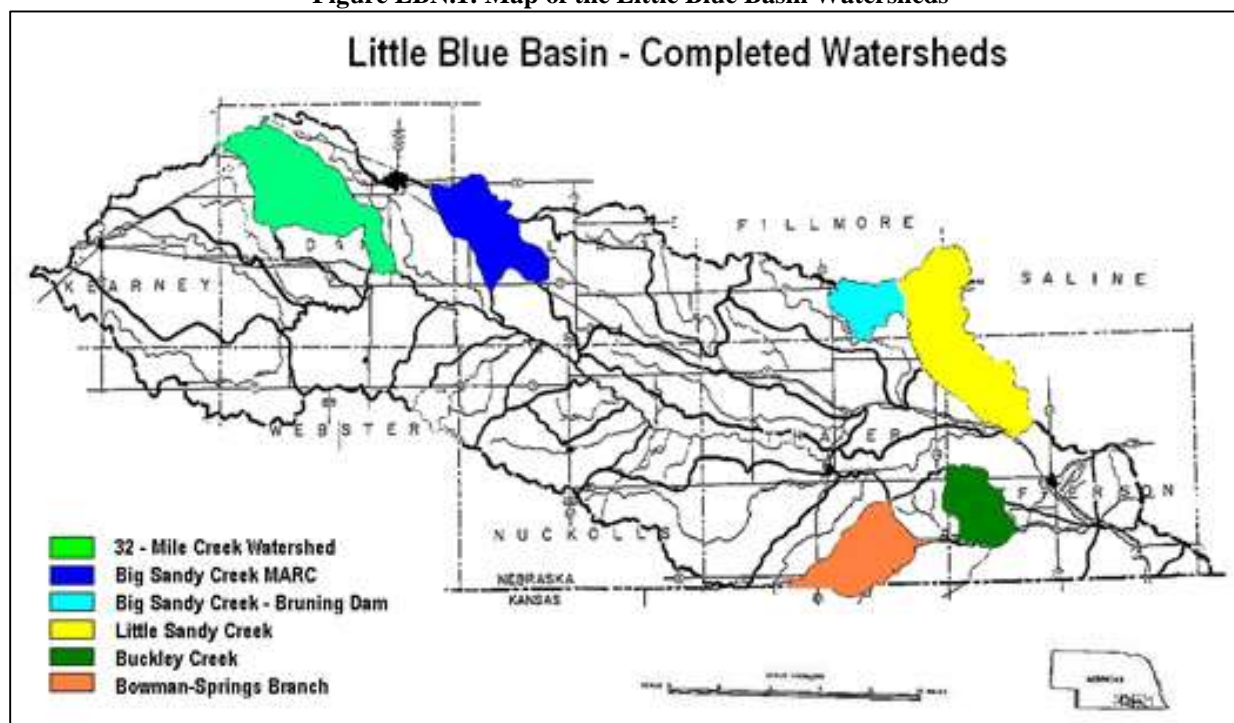 Figure LBN.1: Map of the Little Blue Basin Watersheds
Little Blue Basin - Completed Watersheds
FILLMORE
SALINE
KEARNEY
WEBSTER
THAYER
JEFFERSON
NUCKOLLS
NEBRASKA
KANSAS
32 - Mile Creek Watershed
Big Sandy Creek MARC
Big Sandy Creek - Bruning Dam
Little Sandy Creek
Buckley Creek
Bowman-Springs Branch